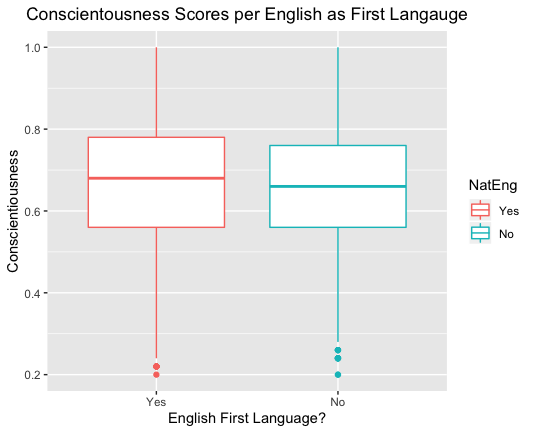 Conscientousness Scores per English as First Langauge
1.0
0.8
0.6
0.4
0.2
Conscientiousness
Yes
No
English First Language?
NatEng
Yes
No